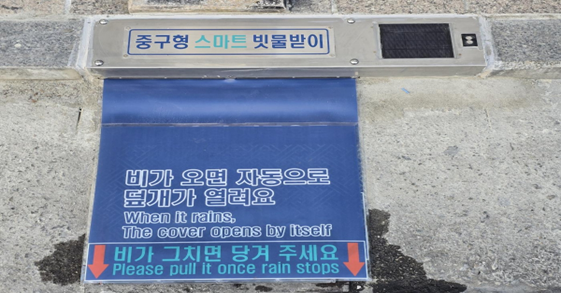 중구형 스마트 빗물받이
비가 오면 자동으로
덮개가 열려요
When it rains,
The cover opens by itself
비가 그치면 당겨 주세요
Please pull it once rain stops